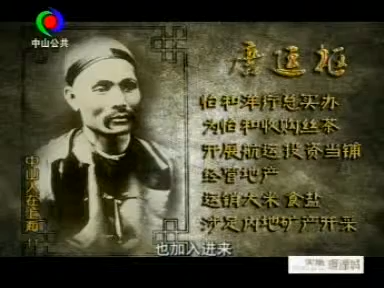 中山公共
唐廷枢
怡和洋行总买办
为怡和收购丝茶
开展航运 投资当铺
经营地产
运销大米 食盐
涉足内地矿产开采
中山人在上海
也加入进来